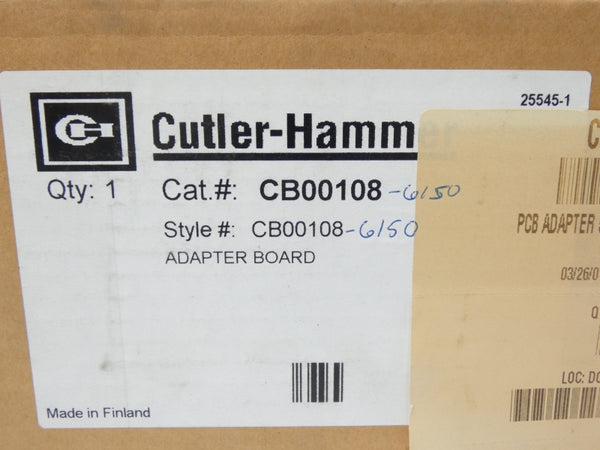 25545-1
Cutler-Hammer
Qty: 1 Cat.#: CB00108-6150
Style #: CB00108-6150
ADAPTER BOARD
Made in Finland
C
PCB ADAPTER
03/26/0
Q
LOC: DO